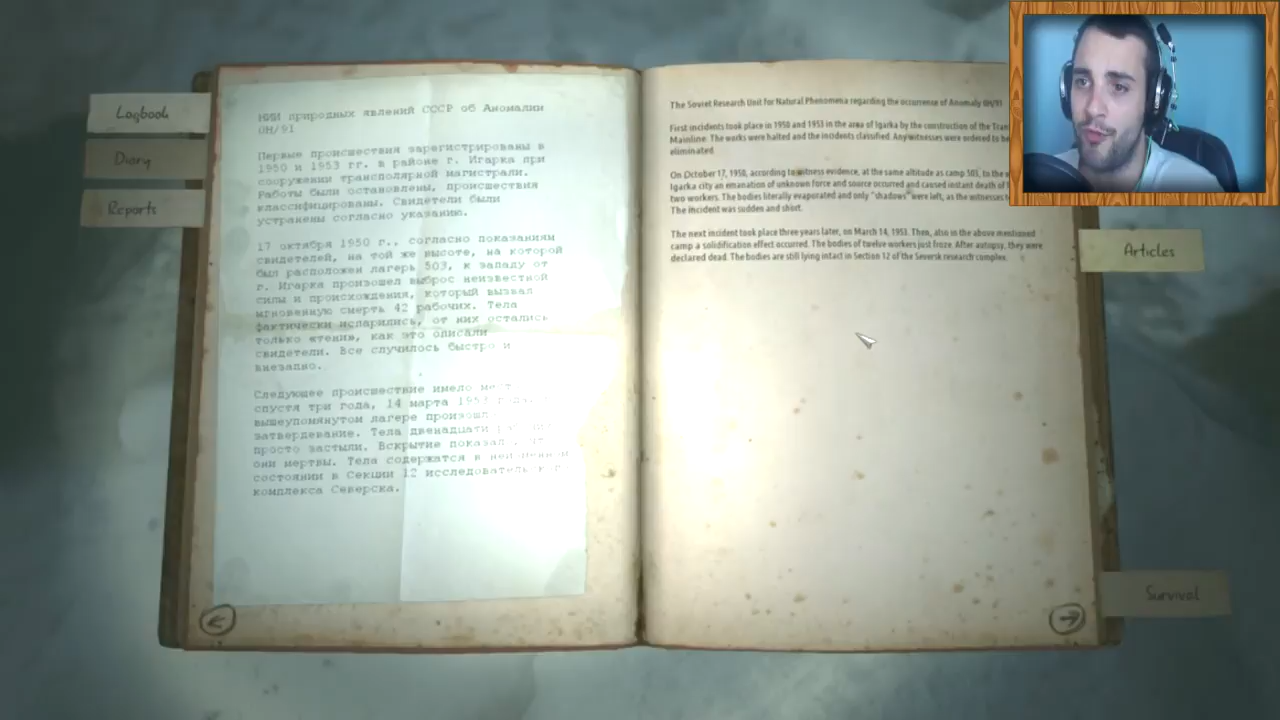 Logbook
Diary
Reports
НИИ природных явлений СССР об Аномалии
0Н/91
Первые происшествия зарегистрированы в
1950 и 1953 гг. в районе г. Игарка при
сооружении трансполярной магистрали.
Работы были остановлены, происшествия
классифицированы. Свидетели были
устранены согласно указанию.
17 октября 1950 г., согласно показаниям
свидетелей, на той же высоте, на которой
был расположен лагерь 503, к западу от
г. Игарка произошел выброс неизвестной
силы и происхождения, который вызвал
мгновенную смерть 42 рабочих. Тела
фактически испарились, от них остались
только «тени», как это описали
свидетели. Все случилось быстро и
внезапно.
Следующее происшествие имело
спустя три года, 14 марта 1953
вышеупомянутом лагере
затвердевание. Тела двенадцати
просто застыли. Вскрытие
они мертвы. Тела содержатся в
состоянии в Секции 12
комплекса Северска.
The Soviet Research Unit for Natural Phenomena regarding the occurrence of Anomaly 0H/91
First incidents took place in 1950 and 1953 in the area of Igarka by the construction of the
Mainline. The works were halted and the incidents classified. Any witnesses were ordered to be
eliminated.
On October 17, 1950, according to witness evidence, at the same altitude as camp 503, to the
Igarka city an emanation of unknown force and source occurred and caused instant death of
two workers. The bodies literally evaporated and only "shadows" were left, as the witnesses
The incident was sudden and short.
The next incident took place three years later, on March 14, 1953. Then, also in the above mentioned
camp a solidification effect occurred. The bodies of twelve workers just froze. After autopsy, they were
declared dead. The bodies are still lying intact in Section 12 of the Seversk research complex.
Articles
Survival